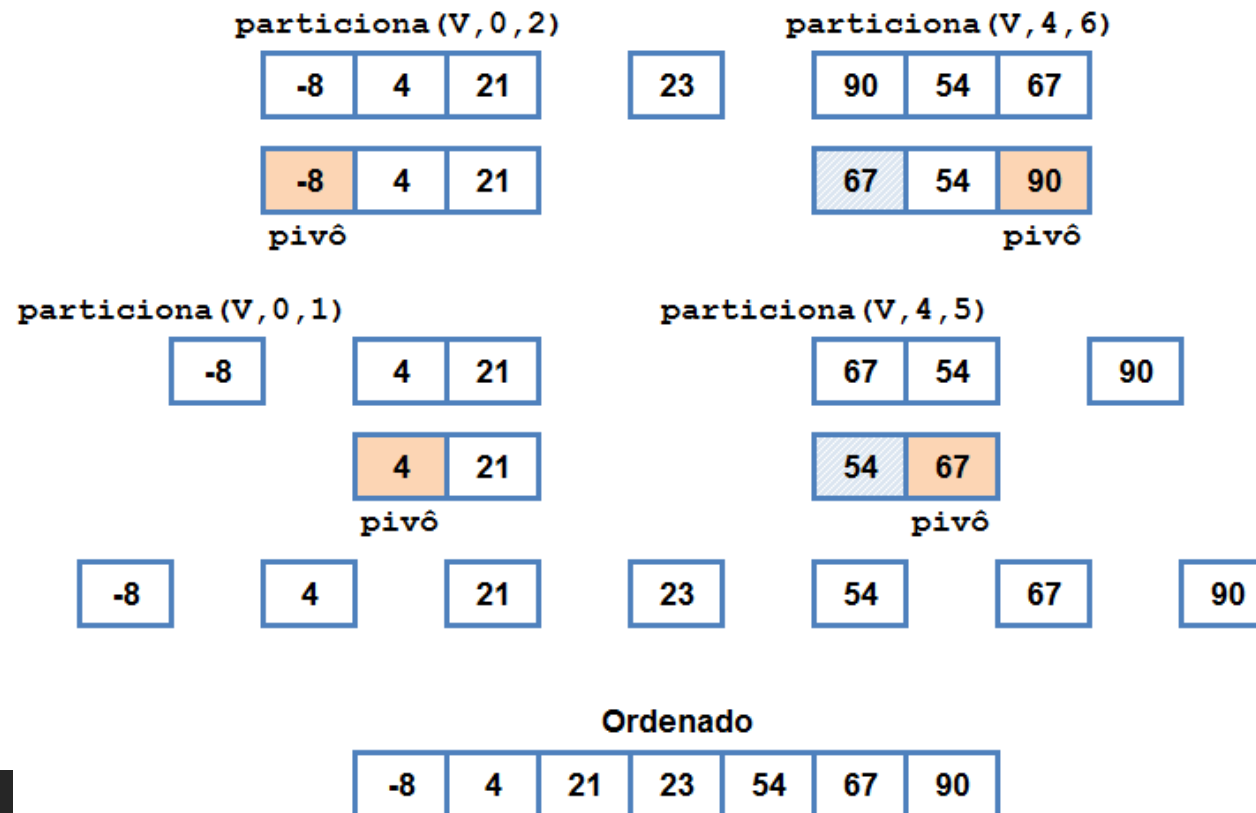 particiona(V,0,2) particiona(V,4,6)
-8 4 21 23 90 54 67
-8 4 21 67 54 90
pivô pivô
particiona(V,0,1) particiona(V,4,5)
-8 4 21 67 54 90
4 21 54 67
pivô pivô
-8 4 21 23 54 67 90
Ordenado
-8 4 21 23 54 67 90